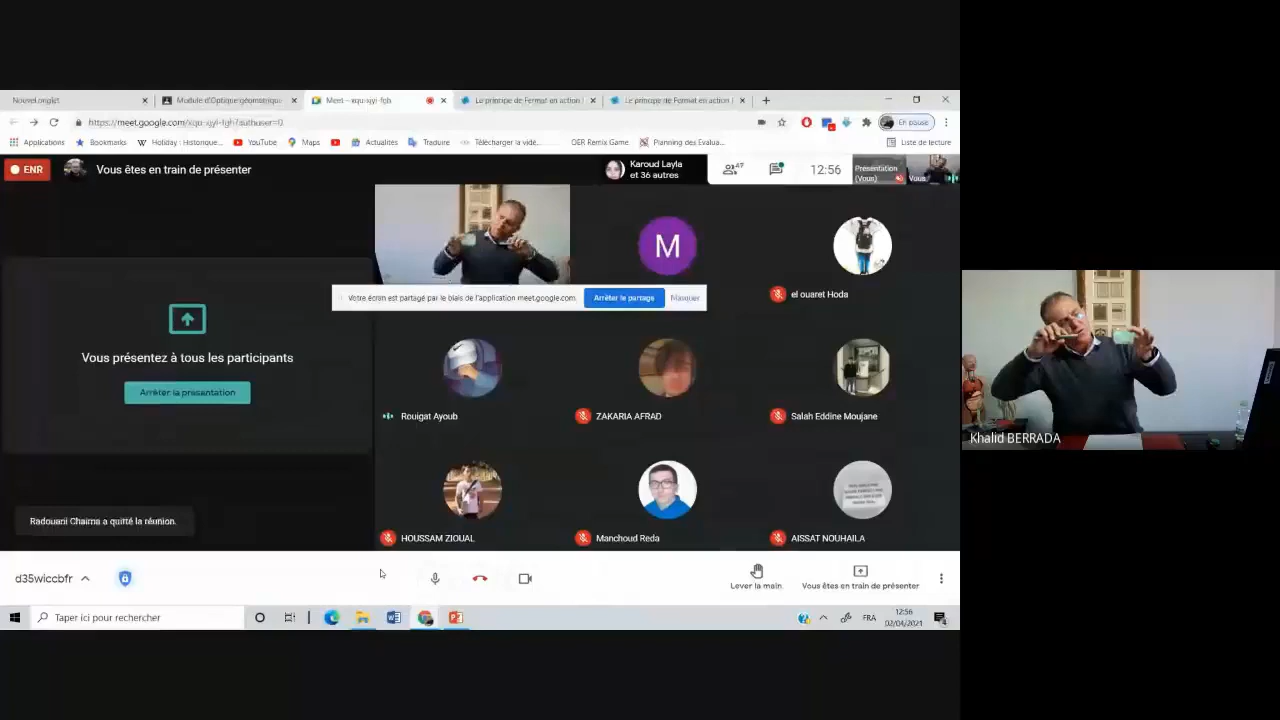 Nouvel onglet
Module d'Optique géométrique
Meet – xqu-xjyi-fgh
Le principe de Fermat en action !
Le principe de Fermat en action !
En pause
Applications
Bookmarks
Holiday : Historique...
YouTube
Maps
Actualités
Traduire
Télécharger la vidé...
OER Remix Game
Planning des Evalua...
Liste de lecture
ENR
Vous êtes en train de présenter
Karoud Layla
et 36 autres
47
12:56
Présentation
(Vous)
Vous
M
Votre écran est partagé par le biais de l'application meet.google.com.
Arrêter le partage
Masquer
el ouaret Hoda
Vous présentez à tous les participants
Arrêter la présentation
Rouigat Ayoub
ZAKARIA AFRAD
Salah Eddine Moujane
Khalid BERRADA
Radouani Chaima a quitté la réunion.
HOUSSAM ZIOUAL
Manchoud Reda
AISSAT NOUHAILA
d35wiccbfr
Lever la main
Vous êtes en train de présenter
Taper ici pour rechercher
FRA
12:56
02/04/2021